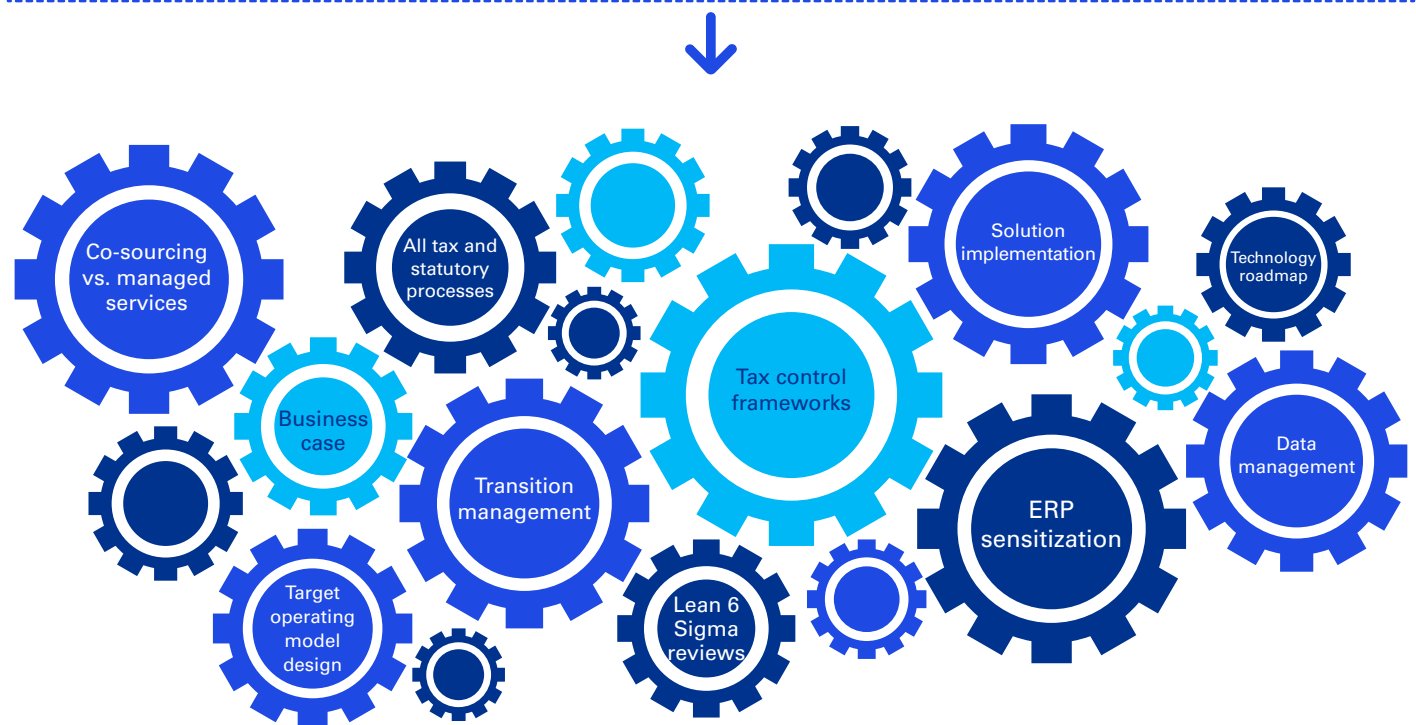 Co-sourcing
vs. managed
services
All tax and
statutory
processes
Solution
implementation
Technology
roadmap
Business
case
Tax control
frameworks
Transition
management
Data
management
ERP
sensitization
Target
operating
model
design
Lean 6
Sigma
reviews